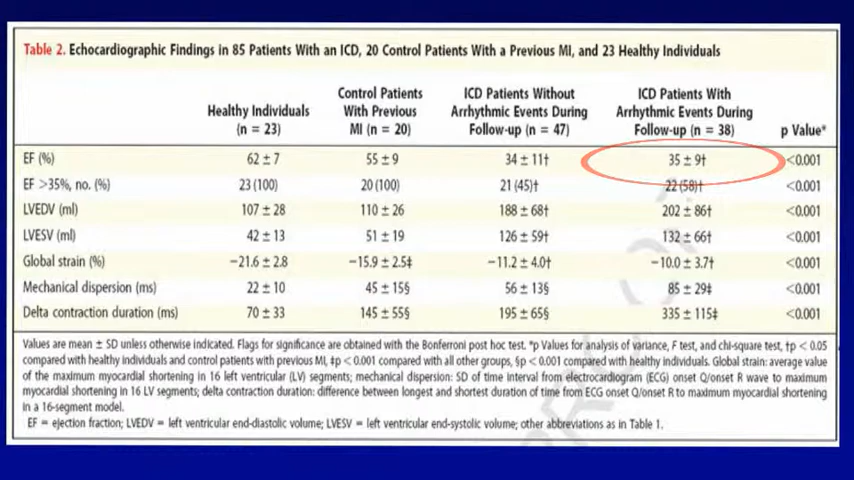 Table 2. Echocardiographic Findings in 85 Patients With an ICD, 20 Control Patients With a Previous MI, and 23 Healthy Individuals
Healthy Individuals (n = 23) Control Patients With Previous MI (n = 20) ICD Patients Without Arrhythmic Events During Follow-up (n = 47) ICD Patients With Arrhythmic Events During Follow-up (n = 38) p Value*
EF (%) 62 ± 7 55 ± 9 34 ± 11† 35 ± 9† <0.001
EF >35%, no. (%) 23 (100) 20 (100) 21 (45)† 22 (58)† <0.001
LVEDV (ml) 107 ± 28 110 ± 26 188 ± 68† 202 ± 86† <0.001
LVESV (ml) 42 ± 13 51 ± 19 126 ± 59† 132 ± 66† <0.001
Global strain (%) −21.6 ± 2.8 −15.9 ± 2.5‡ −11.2 ± 4.0† −10.0 ± 3.7† <0.001
Mechanical dispersion (ms) 22 ± 10 45 ± 15§ 56 ± 13§ 85 ± 29‡ <0.001
Delta contraction duration (ms) 70 ± 33 145 ± 55§ 195 ± 65§ 335 ± 115‡ <0.001
Values are mean ± SD unless otherwise indicated. Flags for significance are obtained with the Bonferroni post hoc test. *p Values for analysis of variance, F test, and chi-square test, †p < 0.05
compared with healthy individuals and control patients with previous MI, ‡p < 0.001 compared with all other groups, §p < 0.001 compared with healthy individuals. Global strain: average value
of the maximum myocardial shortening in 16 left ventricular (LV) segments; mechanical dispersion: SD of time interval from electrocardiogram (ECG) onset Q/onset R wave to maximum
myocardial shortening in 16 LV segments; delta contraction duration: difference between longest and shortest duration of time from ECG onset Q/onset R to maximum myocardial shortening
in a 16-segment model.
EF = ejection fraction; LVEDV = left ventricular end-diastolic volume; LVESV = left ventricular end-systolic volume; other abbreviations as in Table 1.